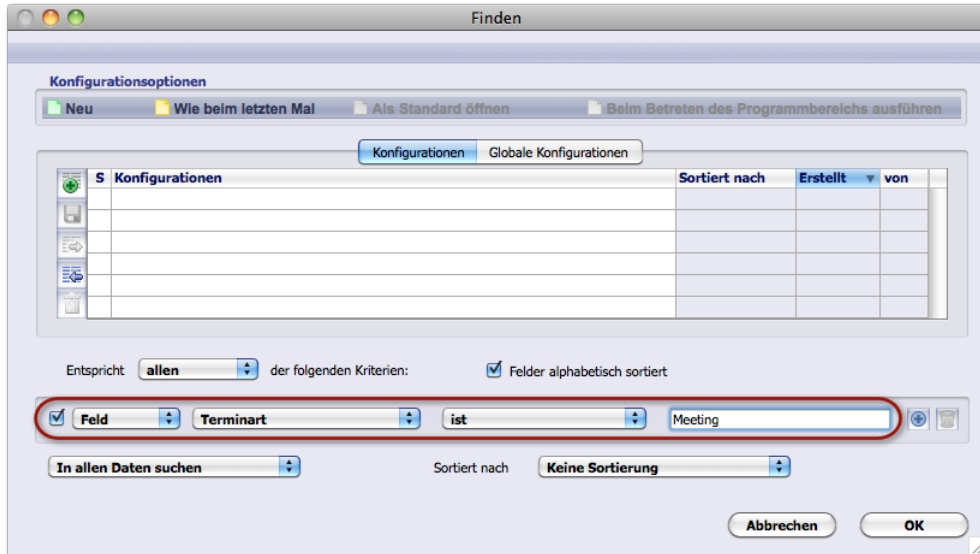 Finden
Konfigurationsoptionen
Neu Wie beim letzten Mal Als Standard öffnen Beim Betreten des Programmbereichs ausführen
Konfigurationen Globale Konfigurationen
S Konfigurationen Sortiert nach Erstellt von
Entspricht allen der folgenden Kriterien: Felder alphabetisch sortiert
Feld Terminart ist Meeting
In allen Daten suchen Sortiert nach Keine Sortierung
Abbrechen OK